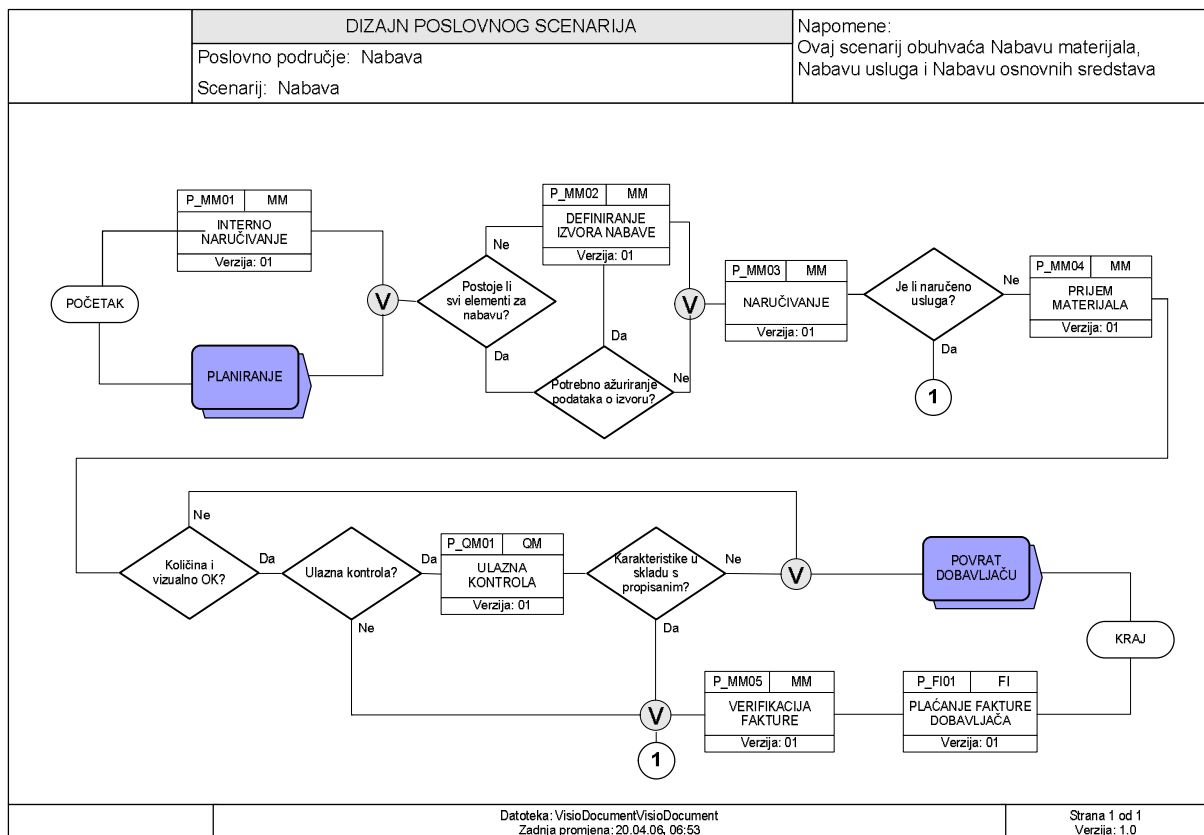 DIZAJN POSLOVNOG SCENARIJA
Poslovno područje: Nabava
Scenarij: Nabava
Napomene:
Ovaj scenarij obuhvaća Nabavu materijala,
Nabavu usluga i Nabavu osnovnih sredstava
POČETAK
P_MM01 MM
INTERNO
NARUČIVANJE
Verzija: 01
PLANIRANJE
V
Postoje li
svi elementi za
nabavu?
Ne
Da
P_MM02 MM
DEFINIRANJE
IZVORA NABAVE
Verzija: 01
Da
Potrebno ažuriranje
podataka o izvoru?
Ne
V
P_MM03 MM
NARUČIVANJE
Verzija: 01
Je li naručeno
usluga?
Ne
Da
1
P_MM04 MM
PRIJEM
MATERIJALA
Verzija: 01
Ne
Količina i
vizualno OK?
Da
Ulazna kontrola?
Da
Ne
P_QM01 QM
ULAZNA
KONTROLA
Verzija: 01
Karakteristike u
skladu s
propisanim?
Ne
Da
V
POVRAT
DOBAVLJAČU
KRAJ
V
1
P_MM05 MM
VERIFIKACIJA
FAKTURE
Verzija: 01
P_FI01 FI
PLAĆANJE FAKTURE
DOBAVLJAČA
Verzija: 01
Datoteka: VisioDocumentVisioDocument
Zadnja promjena: 20.04.06, 06:53
Strana 1 od 1
Verzija: 1.0